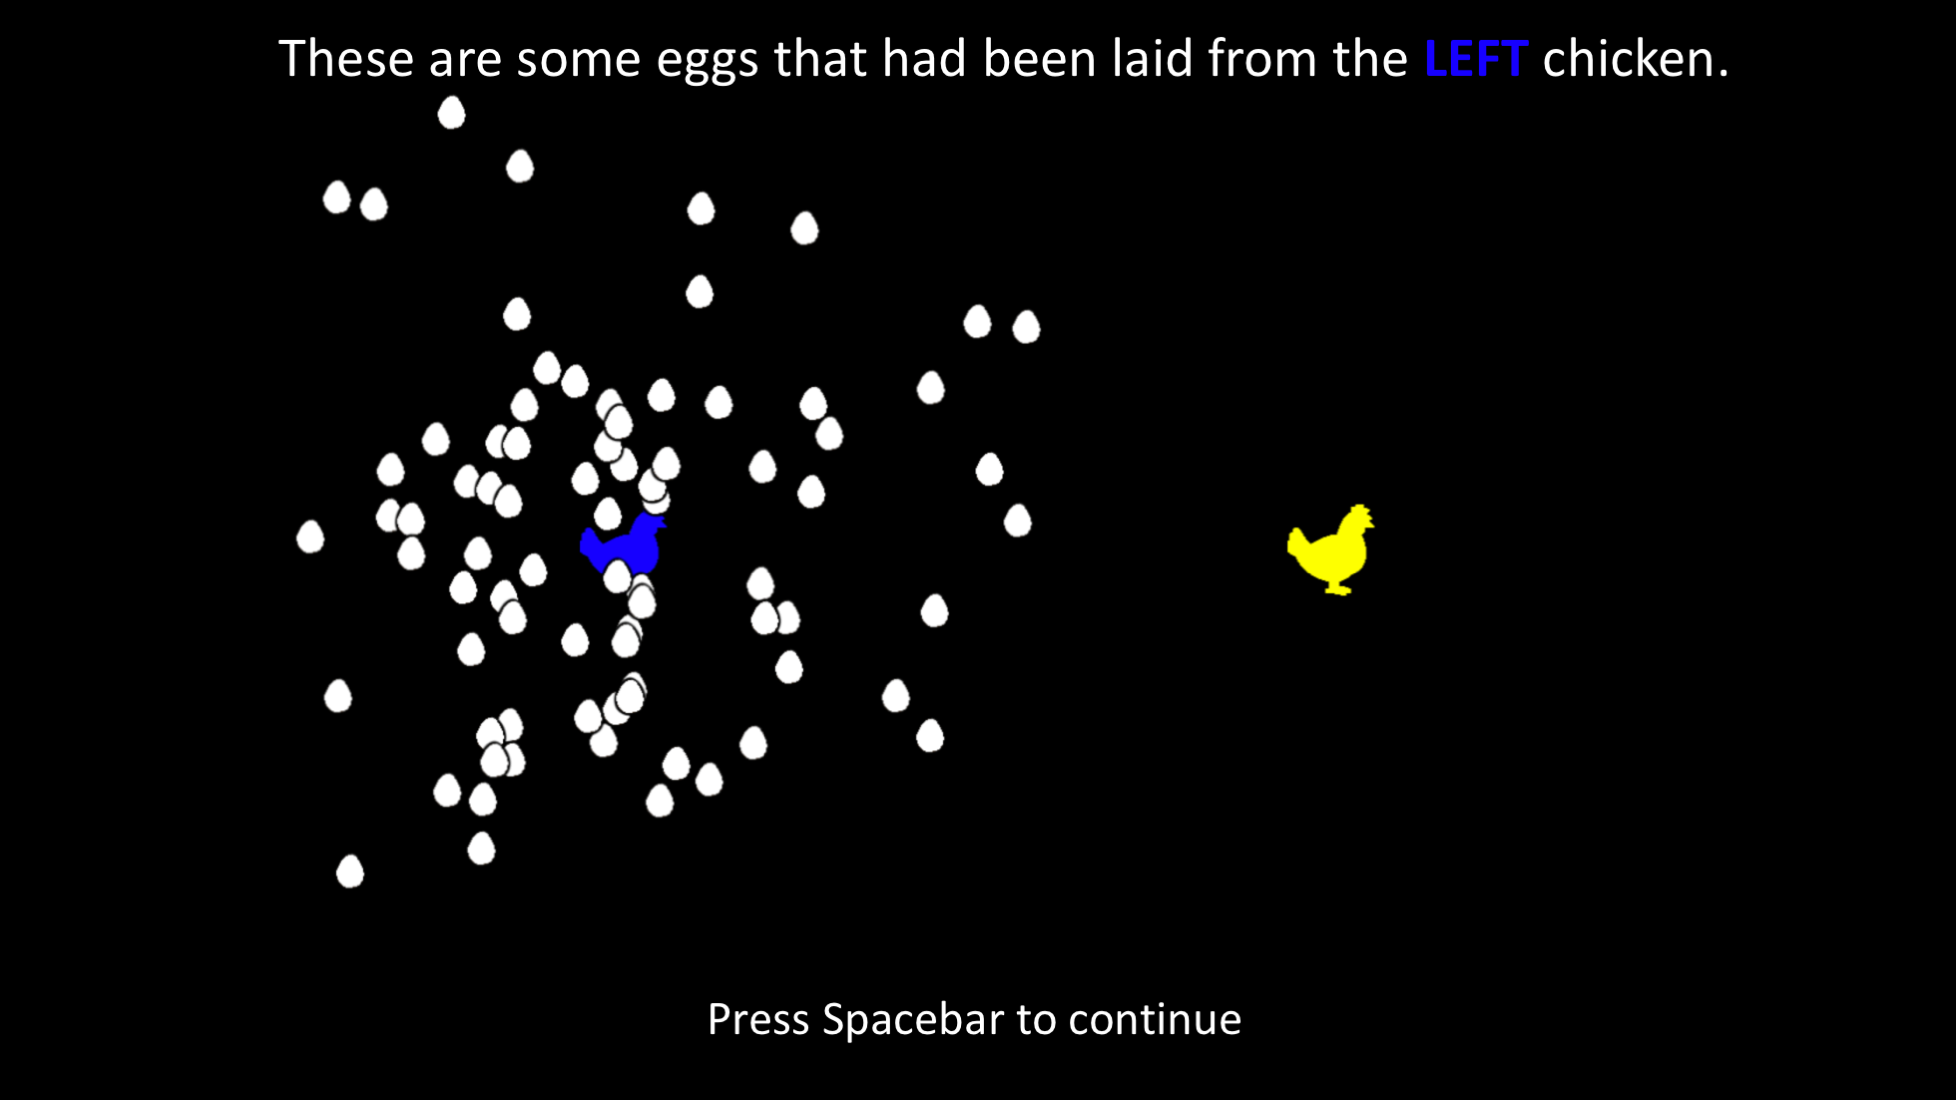 These are some eggs that had been laid from the LEFT chicken.
Press Spacebar to continue